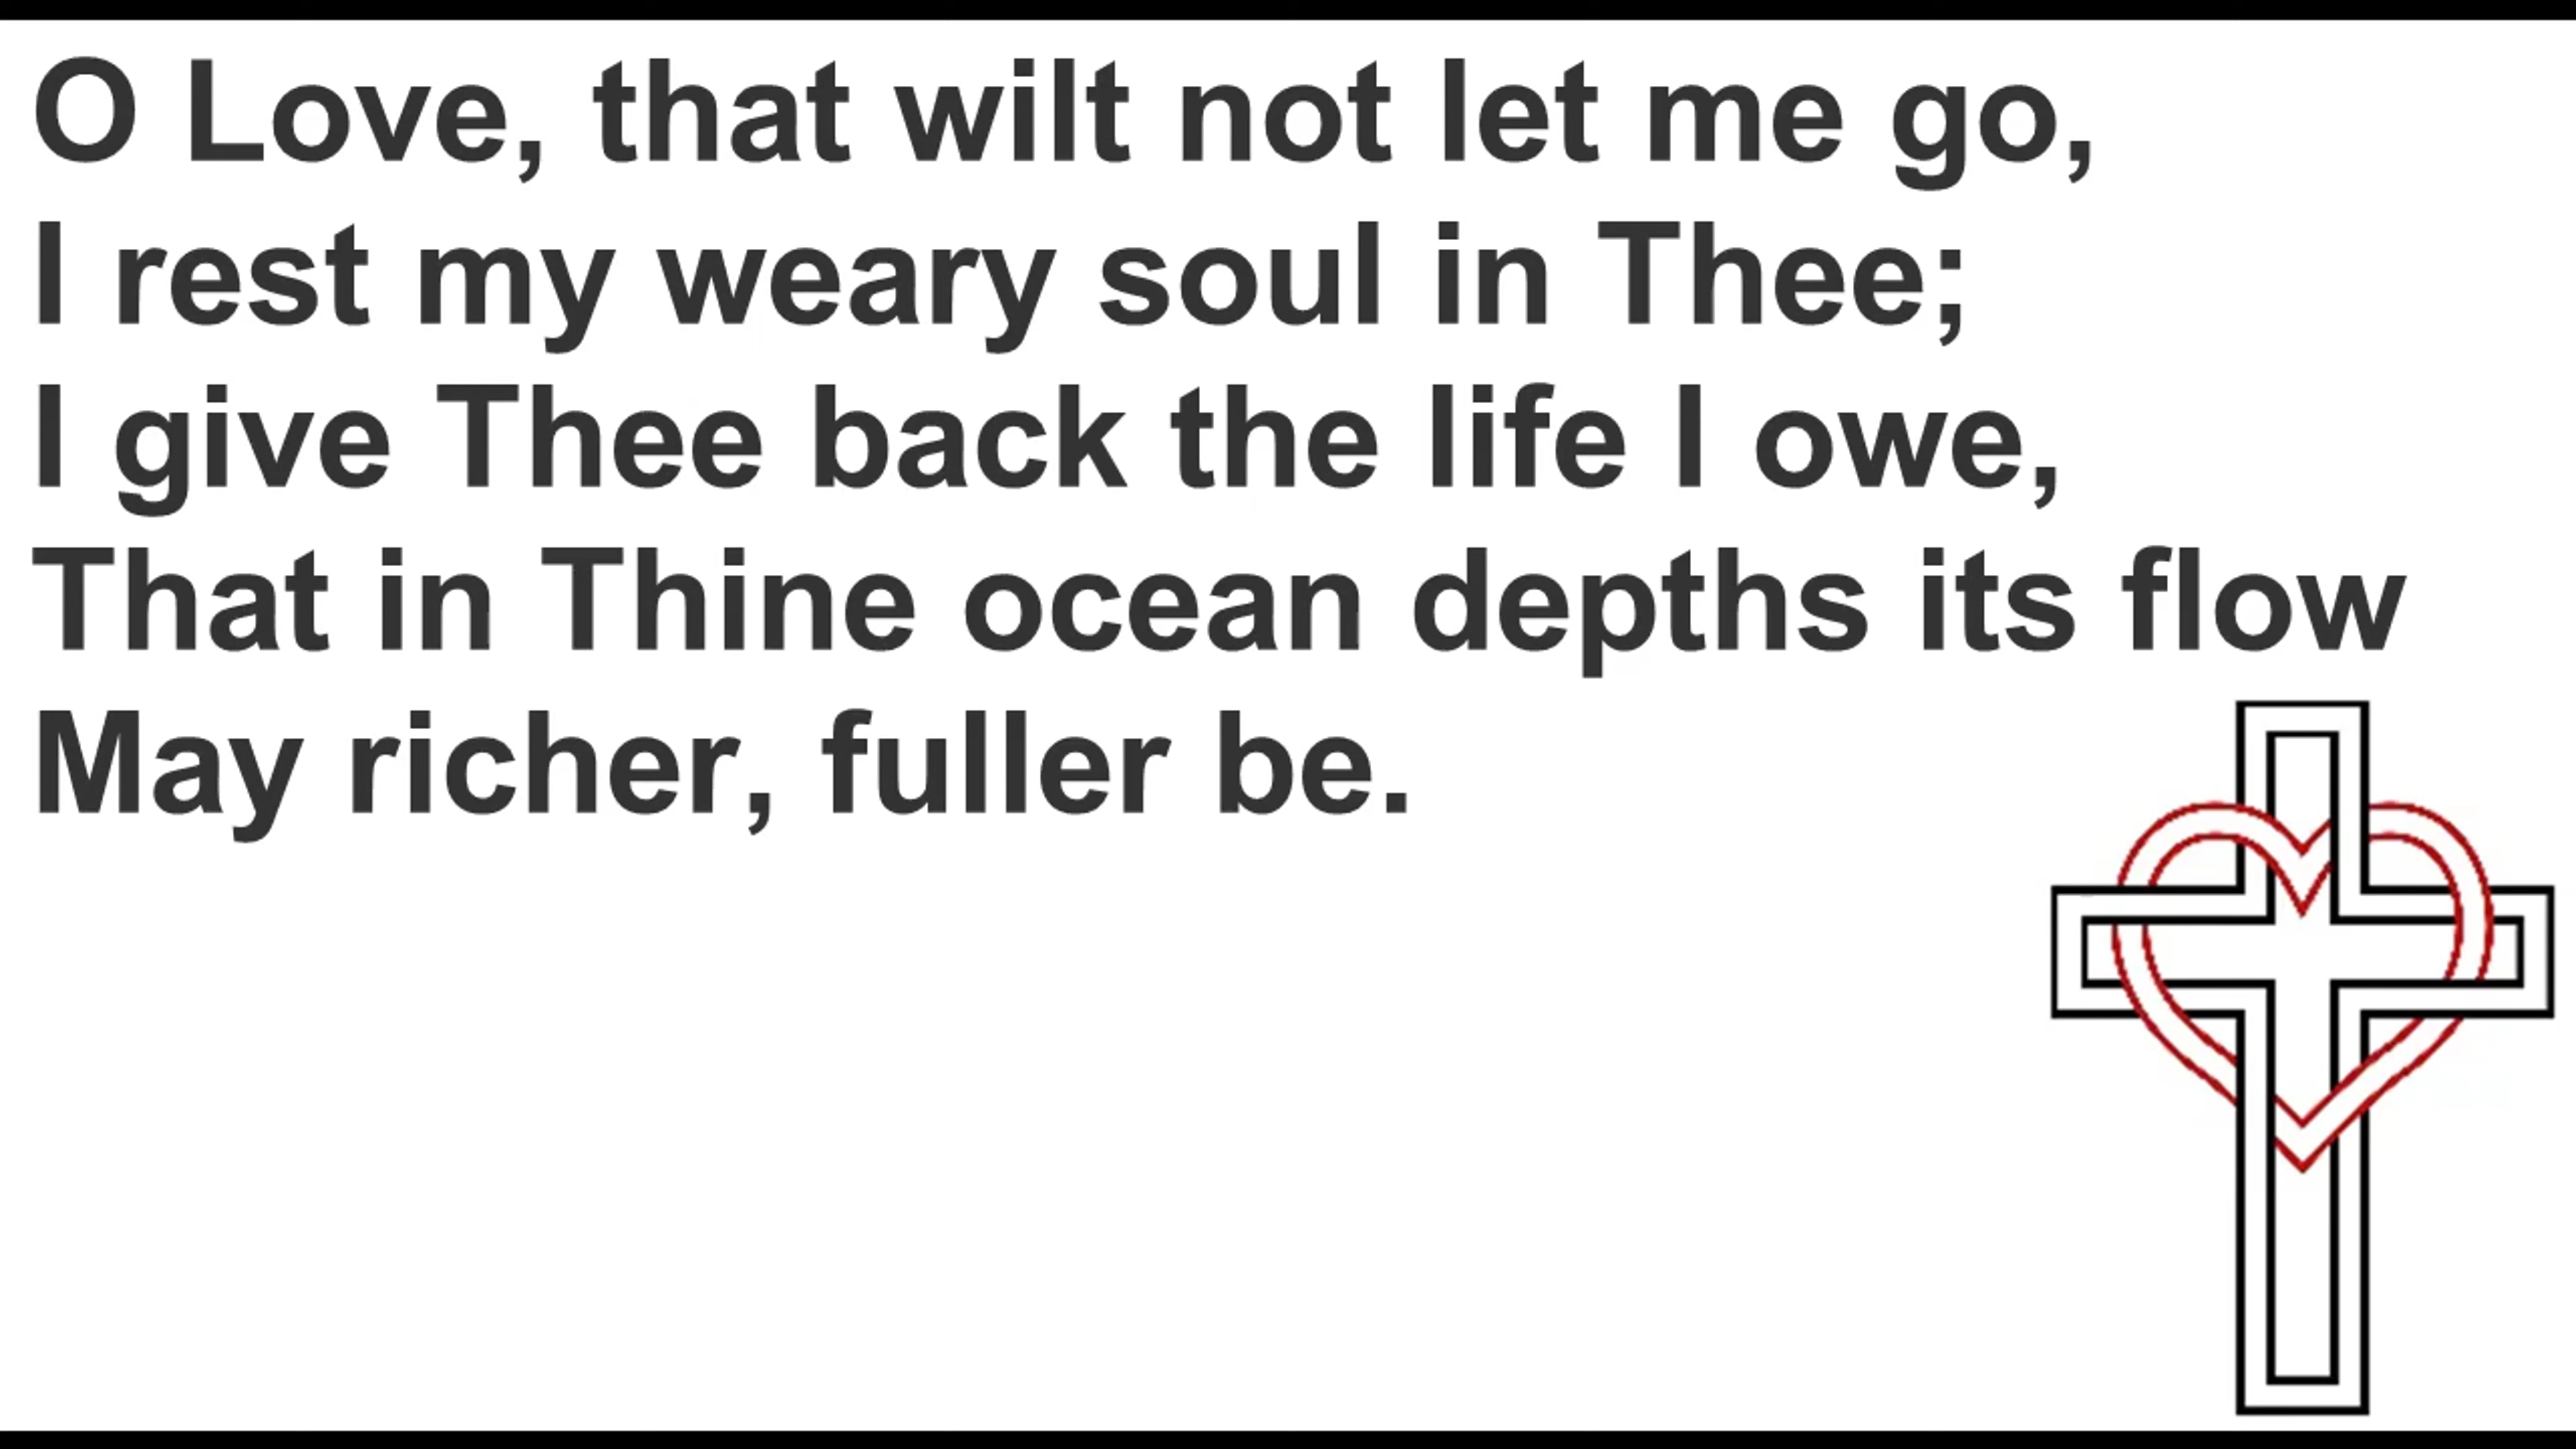 O Love, that wilt not let me go,
I rest my weary soul in Thee;
I give Thee back the life I owe,
That in Thine ocean depths its flow
May richer, fuller be.